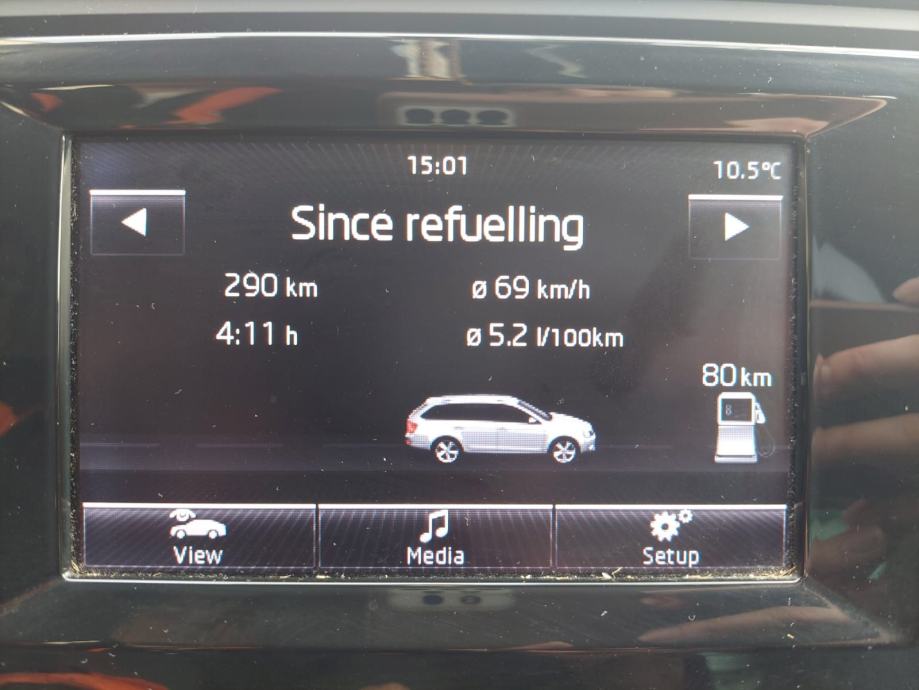 15:01
10.5°C
Since refuelling
290 km
ø 69 km/h
4:11 h
ø 5.2 l/100km
80 km
8
View
Media
Setup